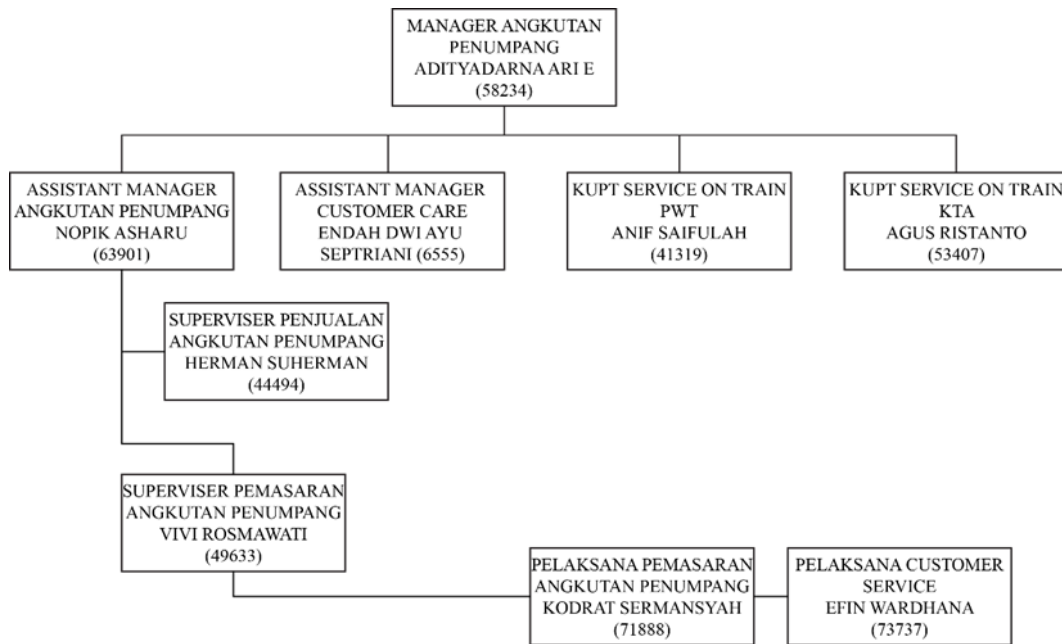 MANAGER ANGKUTAN
PENUMPANG
ADITYADARNA ARI E
(58234)
ASSISTANT MANAGER
ANGKUTAN PENUMPANG
NOPIK ASHARU
(63901)
ASSISTANT MANAGER
CUSTOMER CARE
ENDAH DWI AYU
SEPTRIANI (6555)
KUPT SERVICE ON TRAIN
PWT
ANIF SAIFULAH
(41319)
KUPT SERVICE ON TRAIN
KTA
AGUS RISTANTO
(53407)
SUPERVISER PENJUALAN
ANGKUTAN PENUMPANG
HERMAN SUHERMAN
(44494)
SUPERVISER PEMASARAN
ANGKUTAN PENUMPANG
VIVI ROSMAWATI
(49633)
PELAKSANA PEMASARAN
ANGKUTAN PENUMPANG
KODRAT SERMANSYAH
(71888)
PELAKSANA CUSTOMER
SERVICE
EFIN WARDHANA
(73737)